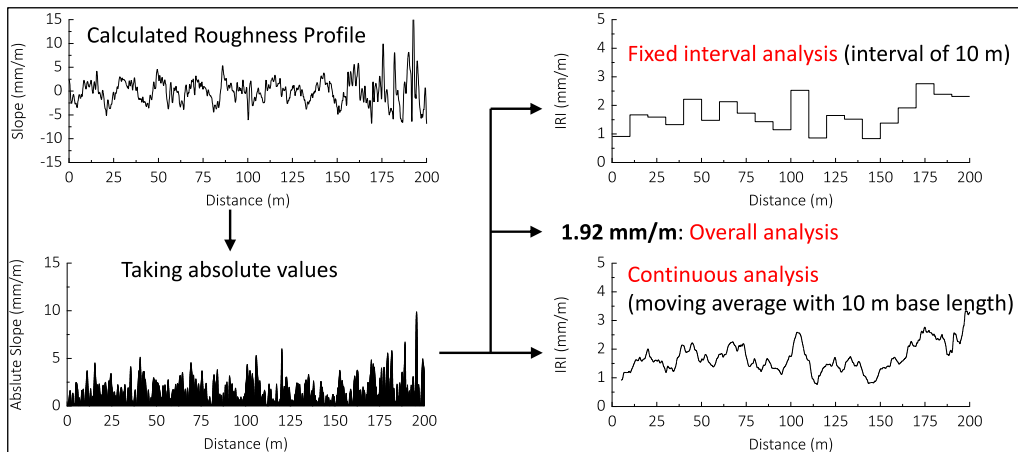 Calculated Roughness Profile
Slope (mm/m)
15
10
5
0
-5
-10
-15
0 25 50 75 100 125 150 175 200
Distance (m)
Taking absolute values
Abslute Slope (mm/m)
15
10
5
0
0 25 50 75 100 125 150 175 200
Distance (m)
Fixed interval analysis (interval of 10 m)
IRI (mm/m)
5
4
3
2
1
0
0 25 50 75 100 125 150 175 200
Distance (m)
1.92 mm/m: Overall analysis
Continuous analysis
(moving average with 10 m base length)
IRI (mm/m)
5
4
3
2
1
0
0 25 50 75 100 125 150 175 200
Distance (m)